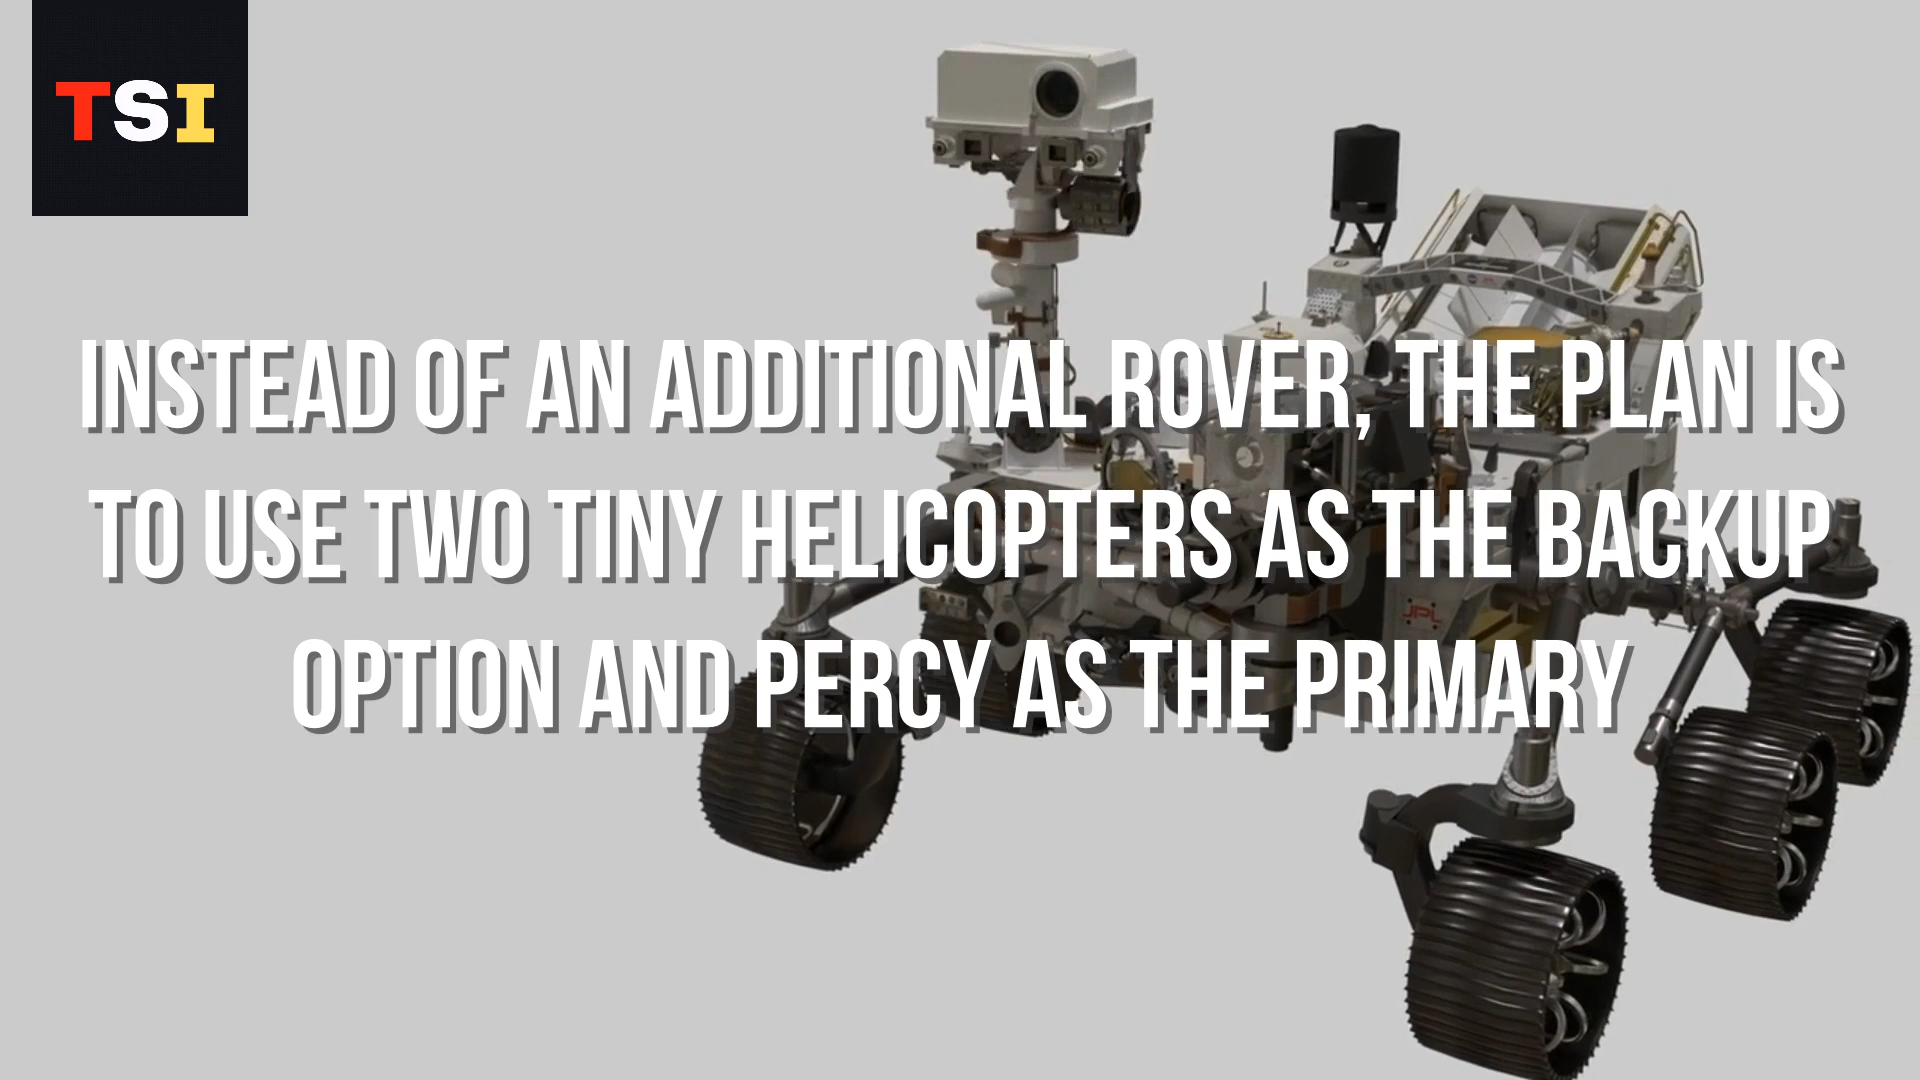 TSI
INSTEAD OF AN ADDITIONAL ROVER, THE PLAN IS
TO USE TWO TINY HELICOPTERS AS THE BACKUP
OPTION AND PERCY AS THE PRIMARY
JPL